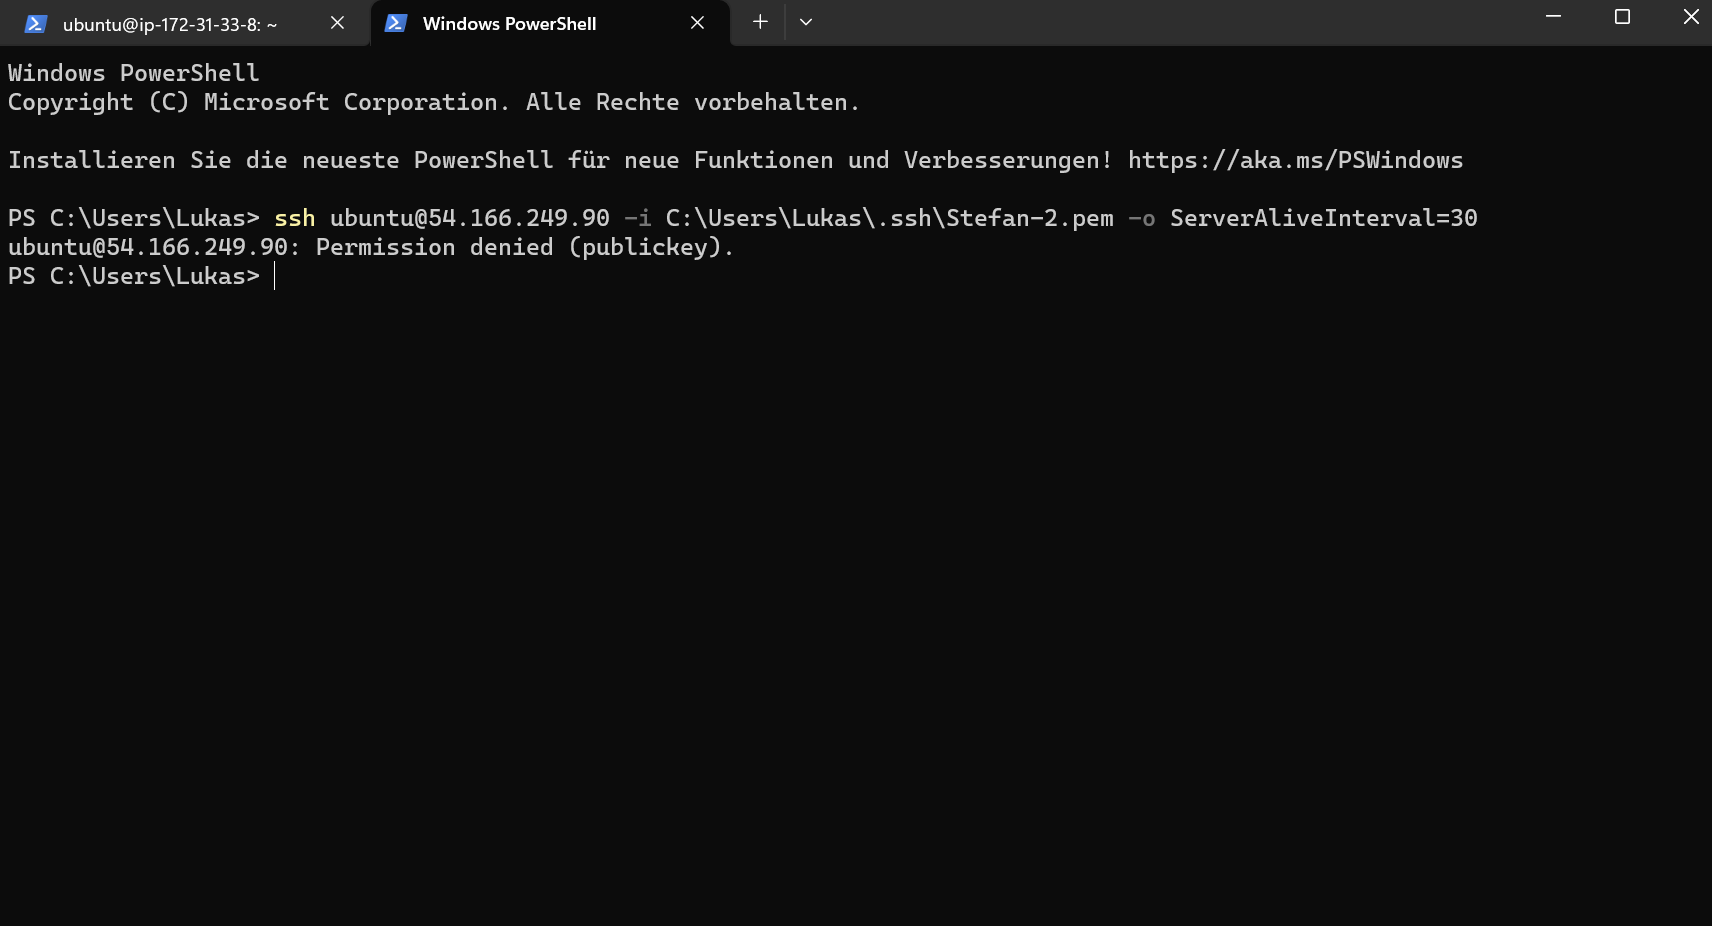 ubuntu@ip-172-31-33-8: ~
Windows PowerShell
Windows PowerShell
Copyright (C) Microsoft Corporation. Alle Rechte vorbehalten.
Installieren Sie die neueste PowerShell für neue Funktionen und Verbesserungen! https://aka.ms/PSWindows
PS C:\Users\Lukas> ssh ubuntu@54.166.249.90 -i C:\Users\Lukas\.ssh\Stefan-2.pem -o ServerAliveInterval=30
ubuntu@54.166.249.90: Permission denied (publickey).
PS C:\Users\Lukas>